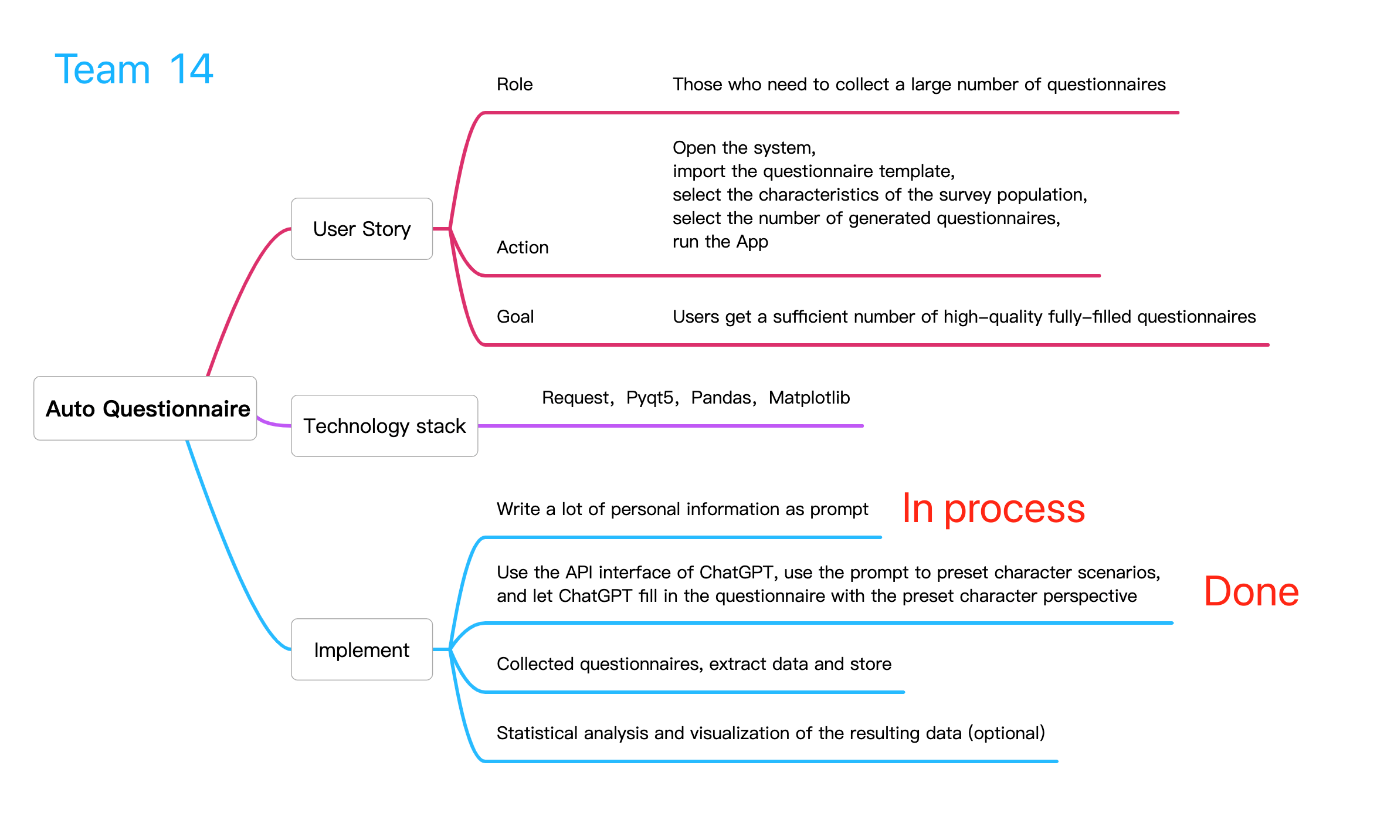 Team 14
Role
Those who need to collect a large number of questionnaires
Open the system,
import the questionnaire template,
select the characteristics of the survey population,
select the number of generated questionnaires,
run the App
Action
User Story
Goal
Users get a sufficient number of high-quality fully-filled questionnaires
Auto Questionnaire
Technology stack
Request, Pyqt5, Pandas, Matplotlib
Write a lot of personal information as prompt
In process
Use the API interface of ChatGPT, use the prompt to preset character scenarios,
and let ChatGPT fill in the questionnaire with the preset character perspective
Done
Implement
Collected questionnaires, extract data and store
Statistical analysis and visualization of the resulting data (optional)